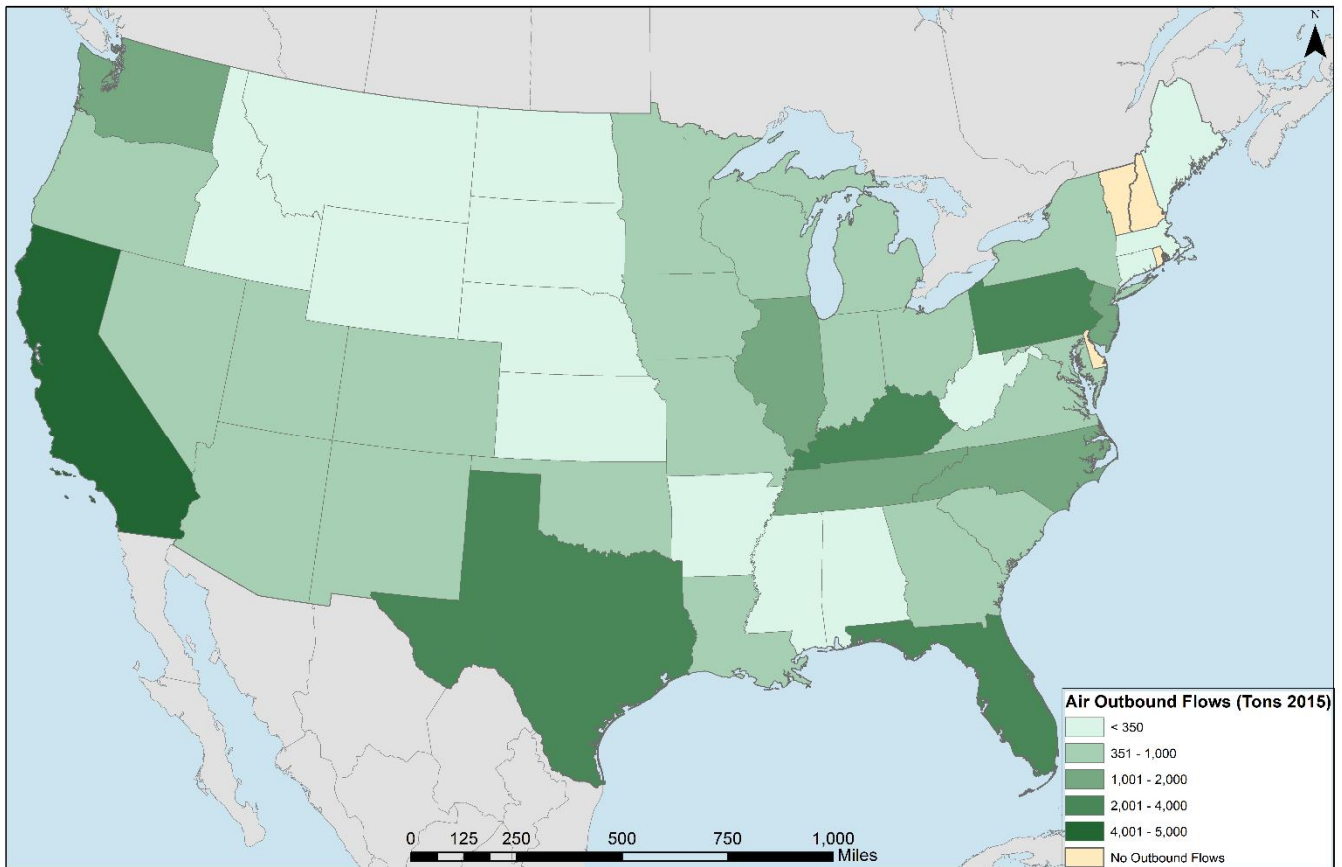 N
Air Outbound Flows (Tons 2015)
< 350
351 - 1,000
1,001 - 2,000
2,001 - 4,000
4,001 - 5,000
No Outbound Flows
0 125 250 500 750 1,000
Miles